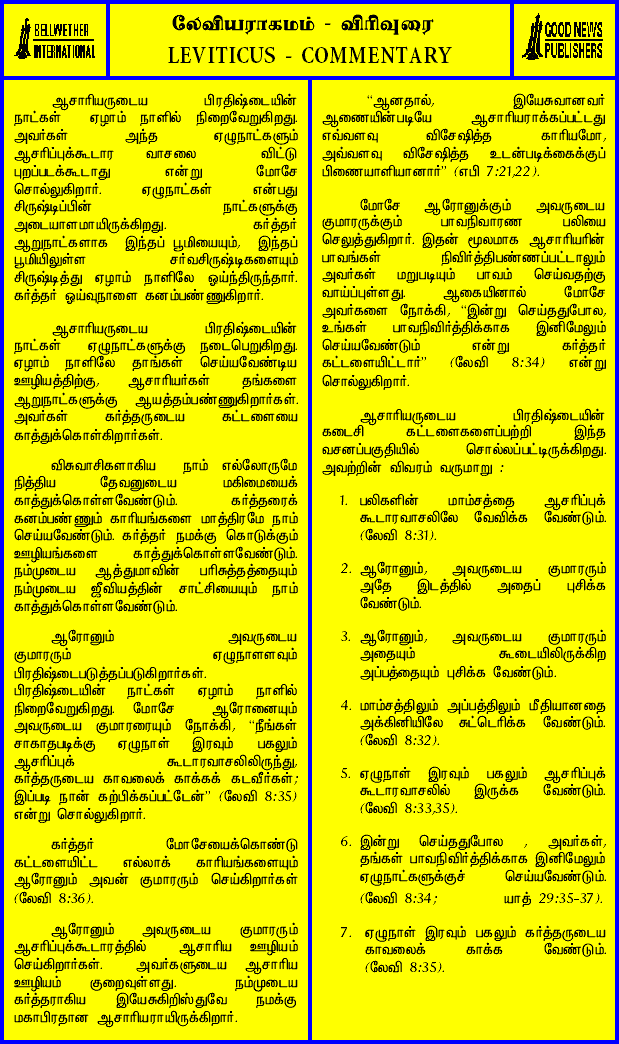 BELLWETHER
INTERNATIONAL
லேவியராகமம் - விரிவுரை
LEVITICUS - COMMENTARY
GOOD NEWS
PUBLISHERS
ஆசாரியருடைய பிரதிஷ்டையின்
நாட்கள் ஏழாம் நாளில் நிறைவேறுகிறது.
அவர்கள் அந்த ஏழுநாட்களும்
ஆசரிப்புக்கூடார வாசலை விட்டு
புறப்படக்கூடாது என்று மோசே
சொல்லுகிறார். ஏழுநாட்கள் என்பது
சிருஷ்டிப்பின் நாட்களுக்கு
அடையாளமாயிருக்கிறது. கர்த்தர்
ஆறுநாட்களாக இந்தப் பூமியையும், இந்தப்
பூமியிலுள்ள சர்வசிருஷ்டிகளையும்
சிருஷ்டித்து ஏழாம் நாளிலே ஓய்ந்திருந்தார்.
கர்த்தர் ஓய்வுநாளை கனம்பண்ணுகிறார்.
ஆசாரியருடைய பிரதிஷ்டையின்
நாட்கள் ஏழுநாட்களுக்கு நடைபெறுகிறது.
ஏழாம் நாளிலே தாங்கள் செய்யவேண்டிய
ஊழியத்திற்கு, ஆசாரியர்கள் தங்களை
ஆறுநாட்களுக்கு ஆயத்தம்பண்ணுகிறார்கள்.
அவர்கள் கர்த்தருடைய கட்டளையை
காத்துக்கொள்கிறார்கள்.
விசுவாசிகளாகிய நாம் எல்லோருமே
நித்திய தேவனுடைய மகிமையைக்
காத்துக்கொள்ளவேண்டும். கர்த்தரைக்
கனம்பண்ணும் காரியங்களை மாத்திரமே நாம்
செய்யவேண்டும். கர்த்தர் நமக்கு கொடுக்கும்
ஊழியங்களை காத்துக்கொள்ளவேண்டும்.
நம்முடைய ஆத்துமாவின் பரிசுத்தத்தையும்
நம்முடைய ஜீவியத்தின் சாட்சியையும் நாம்
காத்துக்கொள்ளவேண்டும்.
ஆரோனும் அவருடைய
குமாரரும் ஏழுநாளளவும்
பிரதிஷ்டைபடுத்தப்படுகிறார்கள்.
பிரதிஷ்டையின் நாட்கள் ஏழாம் நாளில்
நிறைவேறுகிறது. மோசே ஆரோனையும்
அவருடைய குமாரரையும் நோக்கி, "நீங்கள்
சாகாதபடிக்கு ஏழுநாள் இரவும் பகலும்
ஆசரிப்புக் கூடாரவாசலிலிருந்து,
கர்த்தருடைய காவலைக் காக்கக் கடவீர்கள்;
இப்படி நான் கற்பிக்கப்பட்டேன்" (லேவி 8:35)
என்று சொல்லுகிறார்.
கர்த்தர் மோசேயைக்கொண்டு
கட்டளையிட்ட எல்லாக் காரியங்களையும்
ஆரோனும் அவன் குமாரரும் செய்கிறார்கள்
(லேவி 8:36).
ஆரோனும் அவருடைய குமாரரும்
ஆசரிப்புக்கூடாரத்தில் ஆசாரிய ஊழியம்
செய்கிறார்கள். அவர்களுடைய ஆசாரிய
ஊழியம் குறைவுள்ளது. நம்முடைய
கர்த்தராகிய இயேசுகிறிஸ்துவே நமக்கு
மகாபிரதான ஆசாரியராயிருக்கிறார்.
"ஆனதால், இயேசுவானவர்
ஆணையின்படியே ஆசாரியராக்கப்பட்டது
எவ்வளவு விசேஷித்த காரியமோ,
அவ்வளவு விசேஷித்த உடன்படிக்கைக்குப்
பிணையாளியானார்" (எபி 7:21,22).
மோசே ஆரோனுக்கும் அவருடைய
குமாரருக்கும் பாவநிவாரண பலியை
செலுத்துகிறார். இதன் மூலமாக ஆசாரியரின்
பாவங்கள் நிவிர்த்திபண்ணப்பட்டாலும்
அவர்கள் மறுபடியும் பாவம் செய்வதற்கு
வாய்ப்புள்ளது. ஆகையினால் மோசே
அவர்களை நோக்கி, "இன்று செய்ததுபோல,
உங்கள் பாவநிவிர்த்திக்காக இனிமேலும்
செய்யவேண்டும் என்று கர்த்தர்
கட்டளையிட்டார்" (லேவி 8:34) என்று
சொல்லுகிறார்.
ஆசாரியருடைய பிரதிஷ்டையின்
கடைசி கட்டளைகளைப்பற்றி இந்த
வசனப்பகுதியில் சொல்லப்பட்டிருக்கிறது.
அவற்றின் விவரம் வருமாறு :
1. பலிகளின் மாம்சத்தை ஆசரிப்புக்
கூடாரவாசலிலே வேவிக்க வேண்டும்.
(லேவி 8:31).
2. ஆரோனும், அவருடைய குமாரரும்
அதே இடத்தில் அதைப் புசிக்க
வேண்டும்.
3. ஆரோனும், அவருடைய குமாரரும்
அதையும் கூடையிலிருக்கிற
அப்பத்தையும் புசிக்க வேண்டும்.
4. மாம்சத்திலும் அப்பத்திலும் மீதியானதை
அக்கினியிலே சுட்டெரிக்க வேண்டும்.
(லேவி 8:32).
5. ஏழுநாள் இரவும் பகலும் ஆசரிப்புக்
கூடாரவாசலில் இருக்க வேண்டும்.
(லேவி 8:33,35).
6. இன்று செய்ததுபோல , அவர்கள்,
தங்கள் பாவநிவிர்த்திக்காக இனிமேலும்
ஏழுநாட்களுக்குச் செய்யவேண்டும்.
(லேவி 8:34; யாத் 29:35-37).
7. ஏழுநாள் இரவும் பகலும் கர்த்தருடைய
காவலைக் காக்க வேண்டும்.
(லேவி 8:35).